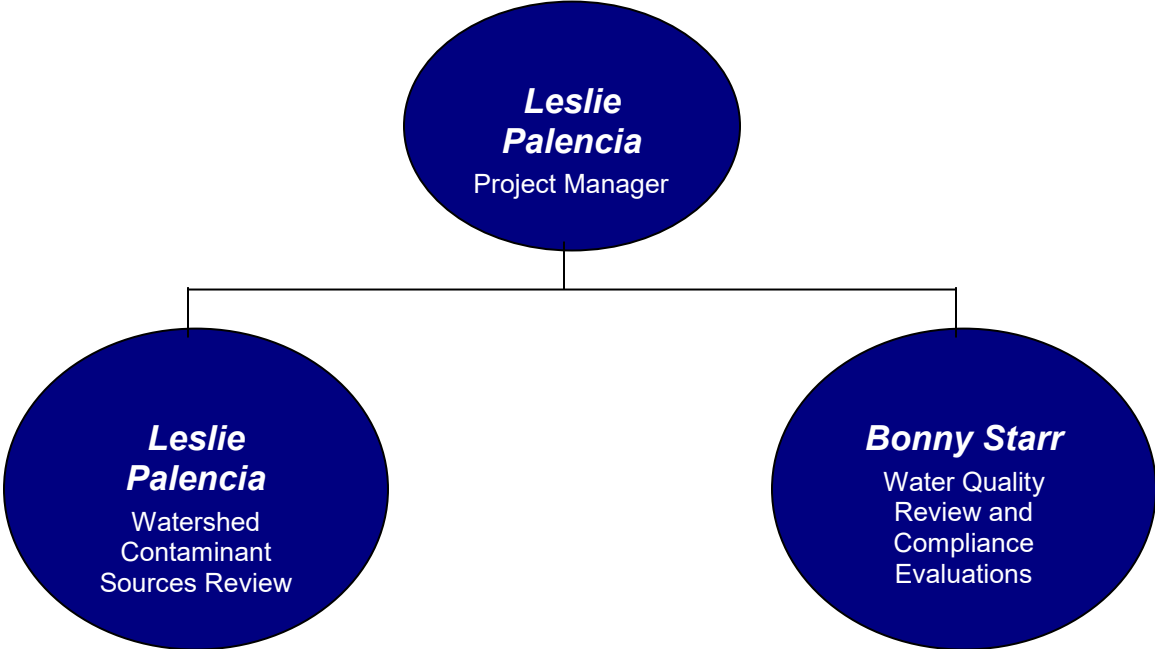 Leslie
Palencia
Project Manager
Leslie
Palencia
Watershed
Contaminant
Sources Review
Bonny Starr
Water Quality
Review and
Compliance
Evaluations